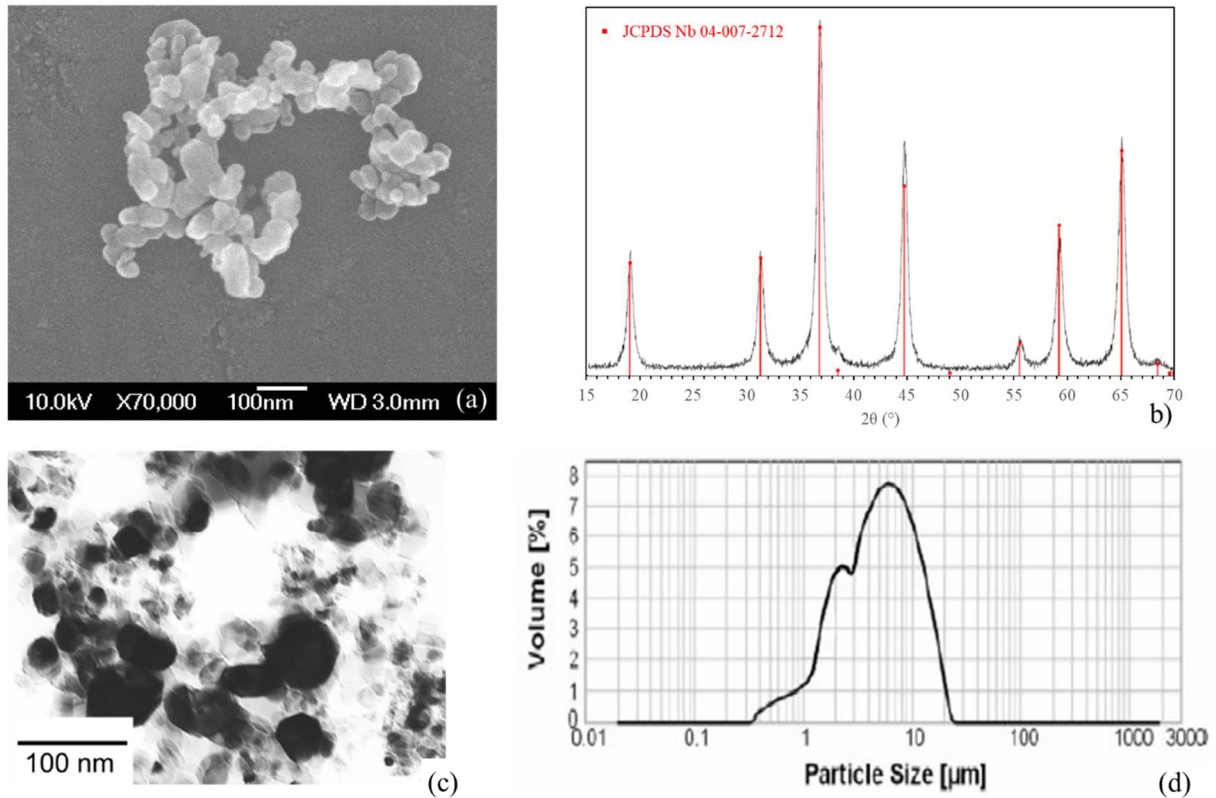 10.0kV X70,000 100nm WD 3.0mm (a)
JCPDS Nb 04-007-2712
15 20 25 30 35 40 45 50 55 60 65 70
2θ (°)
b)
100 nm
(c)
Volume [%]
8
7
6
5
4
3
2
1
0
0.01 0.1 1 10 100 1000 3000
Particle Size [µm]
(d)